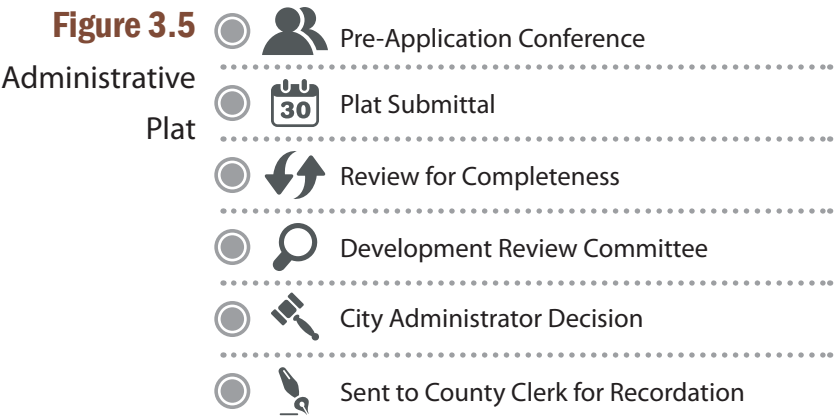 Figure 3.5
Administrative
Plat
Pre-Application Conference
30
Plat Submittal
Review for Completeness
Development Review Committee
City Administrator Decision
Sent to County Clerk for Recordation